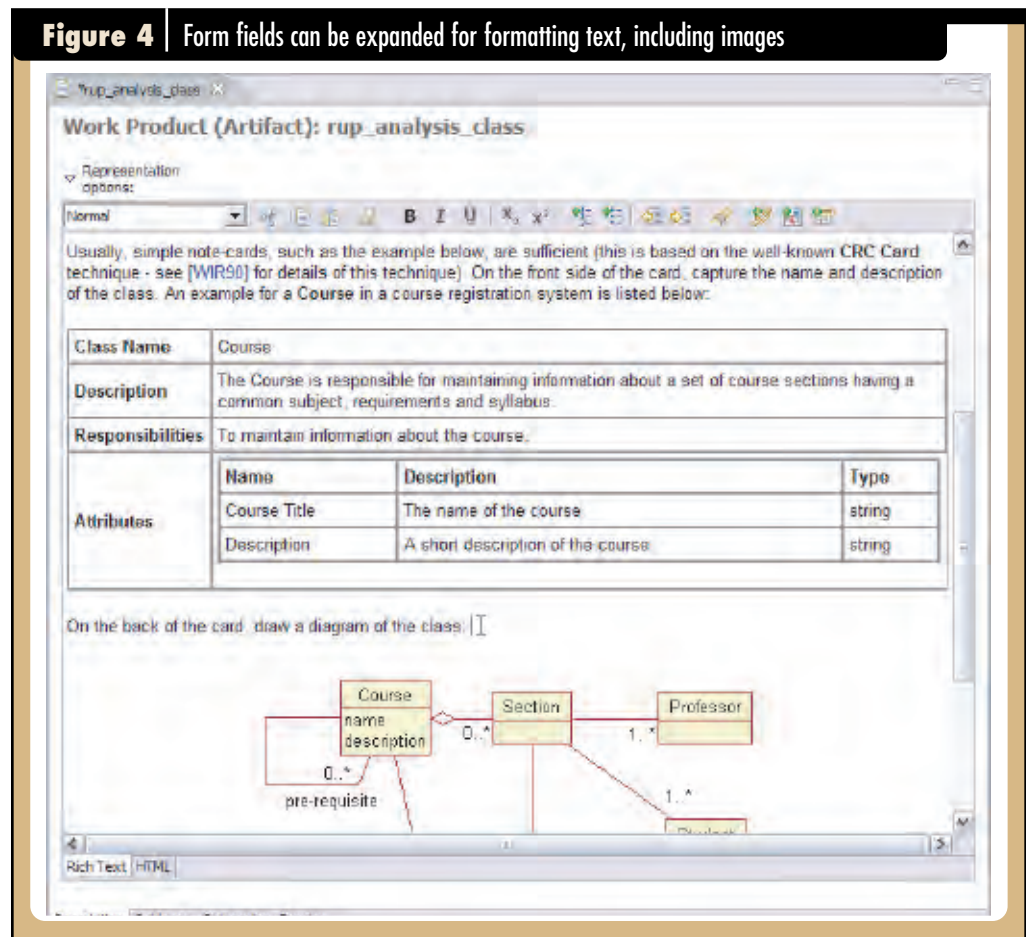 Figure 4 Form fields can be expanded for formatting text, including images
*rup_analysis_class
Work Product (Artifact): rup_analysis_class
Representation
options:
Normal
B I U X₂ x²
Usually, simple note-cards, such as the example below, are sufficient (this is based on the well-known CRC Card
technique - see [WIR90] for details of this technique). On the front side of the card, capture the name and description
of the class. An example for a Course in a course registration system is listed below:
Class Name Course
Description The Course is responsible for maintaining information about a set of course sections having a
common subject, requirements and syllabus.
Responsibilities To maintain information about the course.
Attributes
Name Description Type
Course Title The name of the course string
Description A short description of the course string
On the back of the card, draw a diagram of the class:
Course
name
description
Section
Professor
0..*
1..*
0..*
pre-requisite
1..*
Rich Text HTML